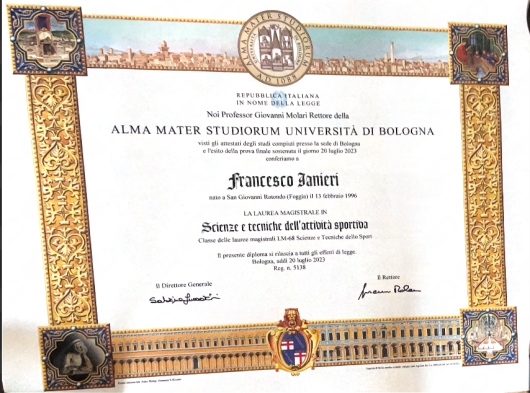 ALMA MATER STUDIORUM
A.D. 1088
REPUBBLICA ITALIANA
IN NOME DELLA LEGGE
Noi Professor Giovanni Molari Rettore della
ALMA MATER STUDIORUM UNIVERSITÀ DI BOLOGNA
visti gli attestati degli studi compiuti presso la sede di Bologna
e l'esito della prova finale sostenuta il giorno 20 luglio 2023
conferiamo a
Francesco Ianieri
nato a San Giovanni Rotondo (Foggia) il 13 febbraio 1996
LA LAUREA MAGISTRALE IN
Scienze e tecniche dell'attività sportiva
Classe delle lauree magistrali LM-68 Scienze e Tecniche dello Sport
Il presente diploma si rilascia a tutti gli effetti di legge.
Bologna, addì 20 luglio 2023
Reg. n. 5138
Il Direttore Generale
Il Rettore